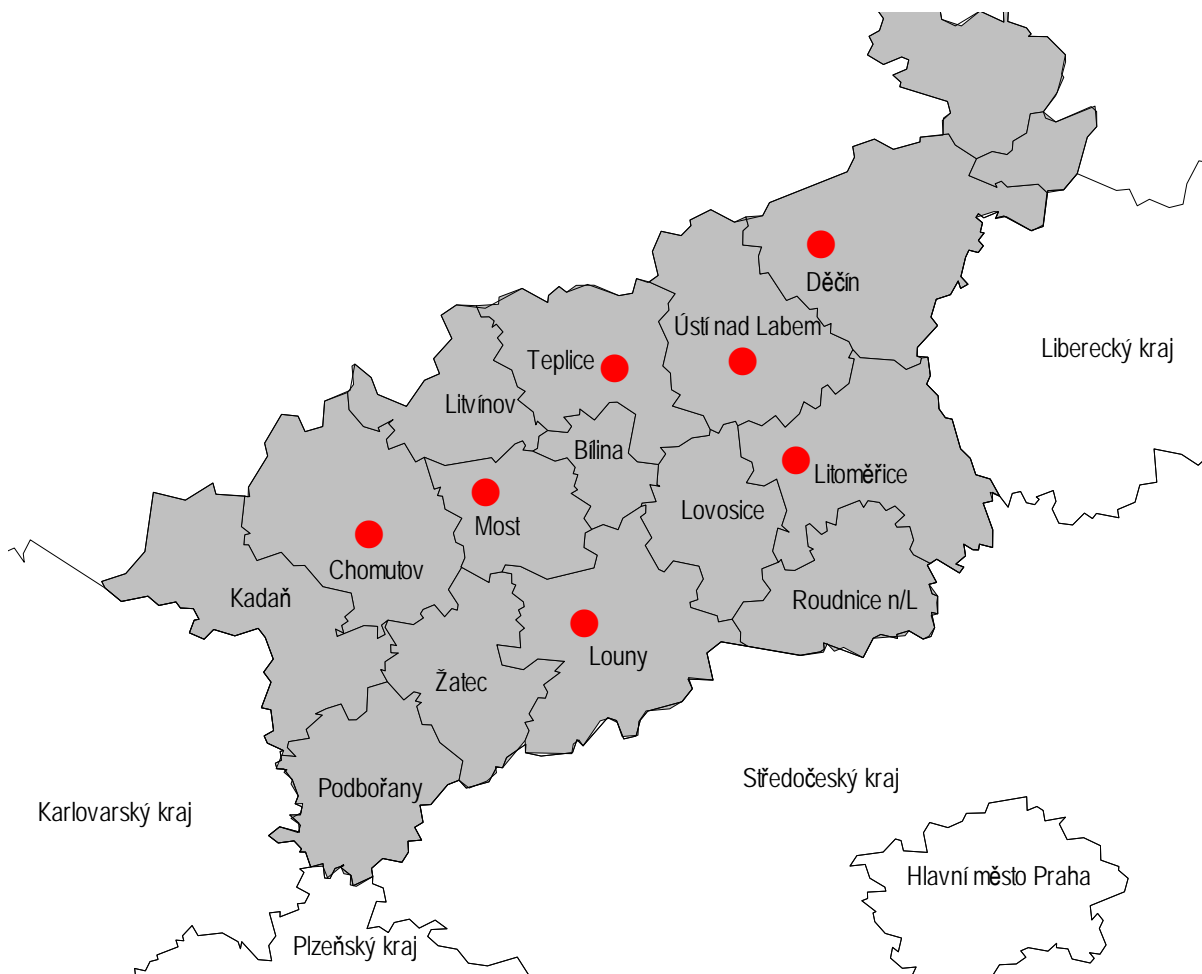 Děčín
Ústí nad Labem
Liberecký kraj
Teplice
Litvínov
Bílina
Litoměřice
Lovosice
Most
Chomutov
Kadaň
Roudnice n/L
Louny
Žatec
Podbořany
Středočeský kraj
Karlovarský kraj
Hlavní město Praha
Plzeňský kraj